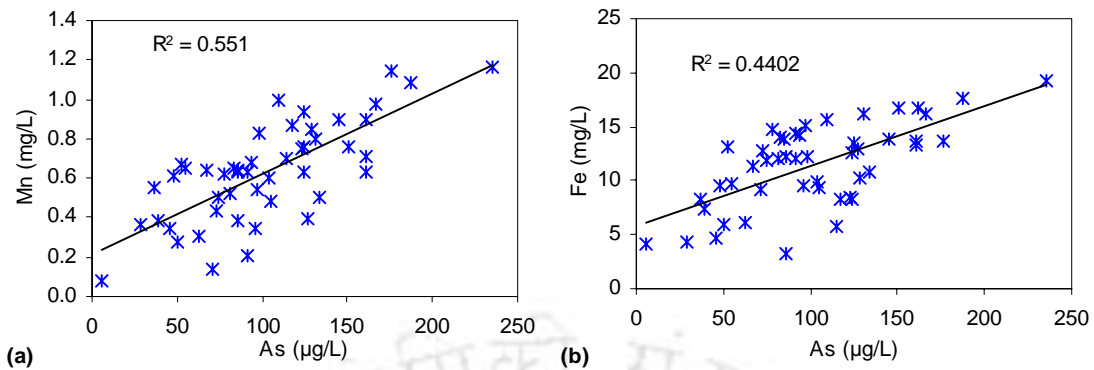 1.4
1.2
1.0
0.8
0.6
0.4
0.2
0.0
Mn (mg/L)
R² = 0.551
0 50 100 150 200 250
As (µg/L)
(a)
25
20
15
10
5
0
Fe (mg/L)
R² = 0.4402
0 50 100 150 200 250
As (µg/L)
(b)